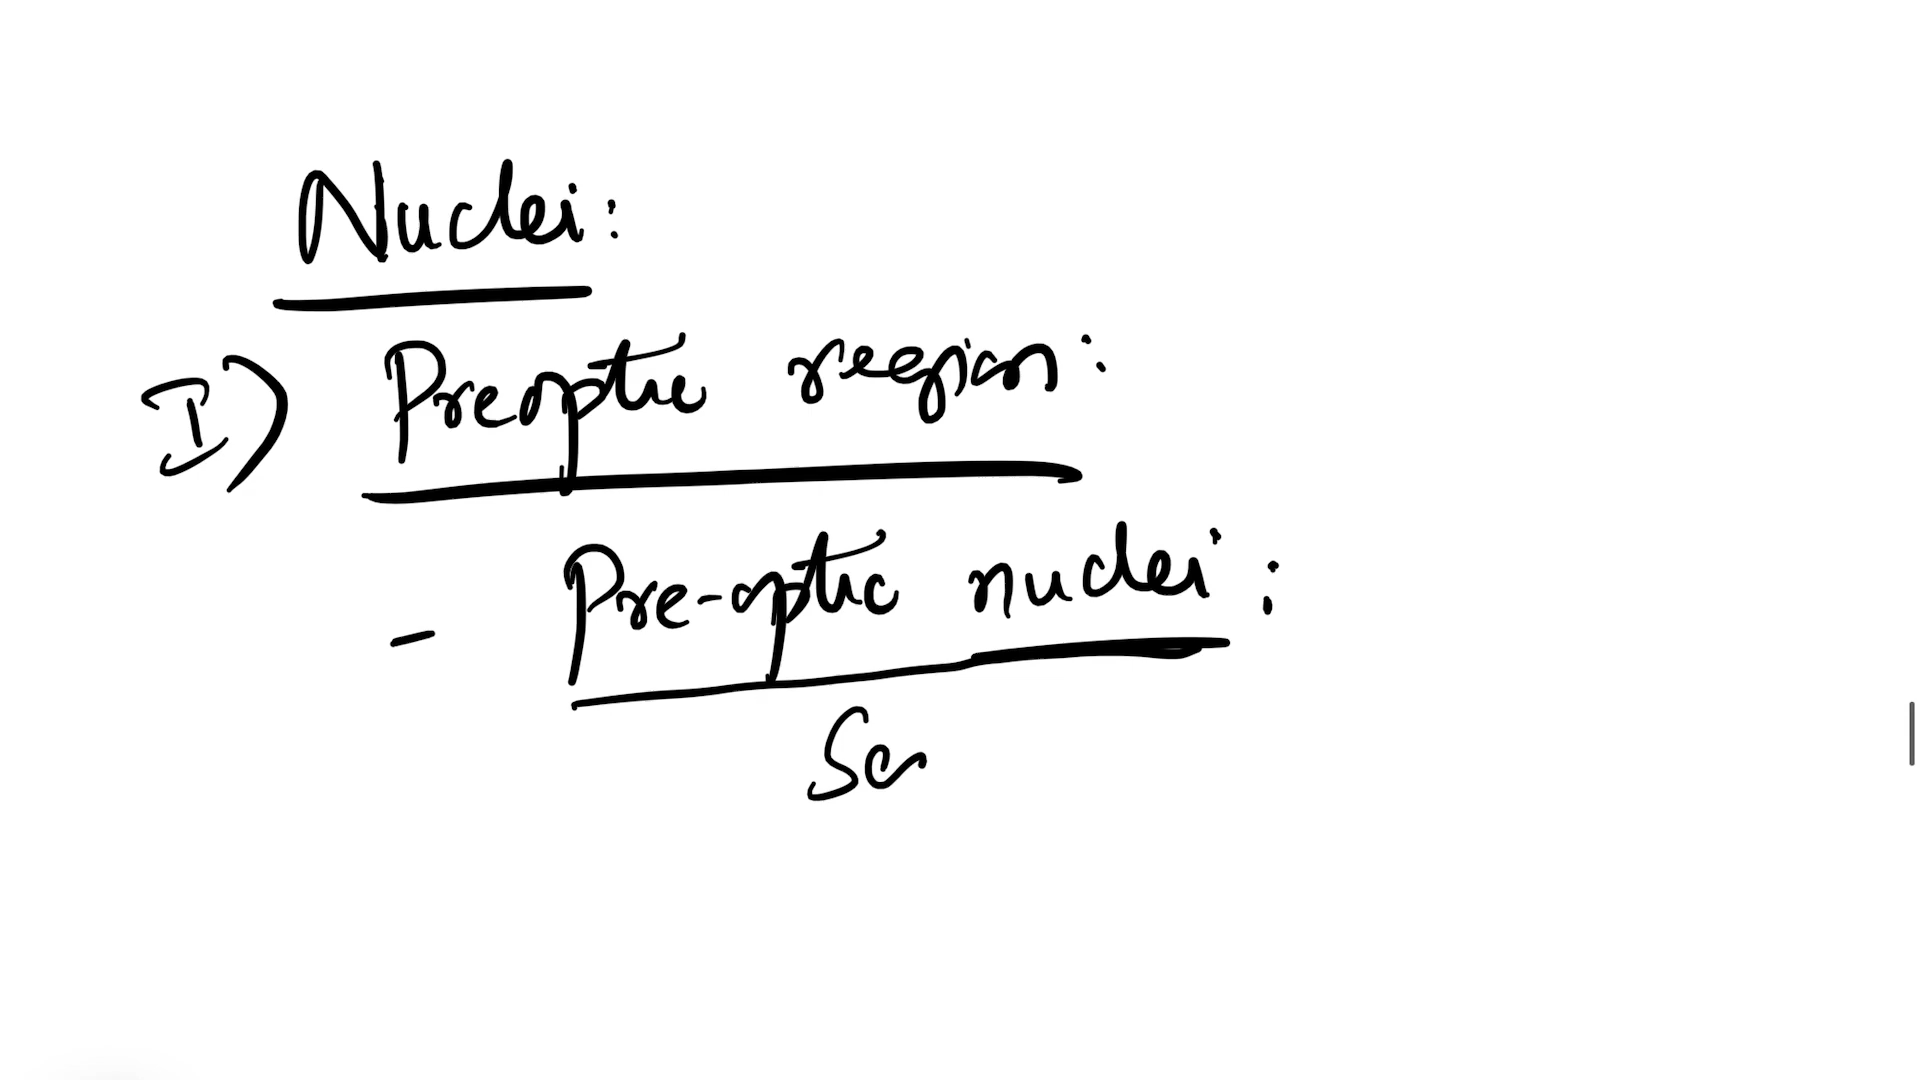 Nuclei:
I) Preoptic region:
- Pre-optic nuclei: